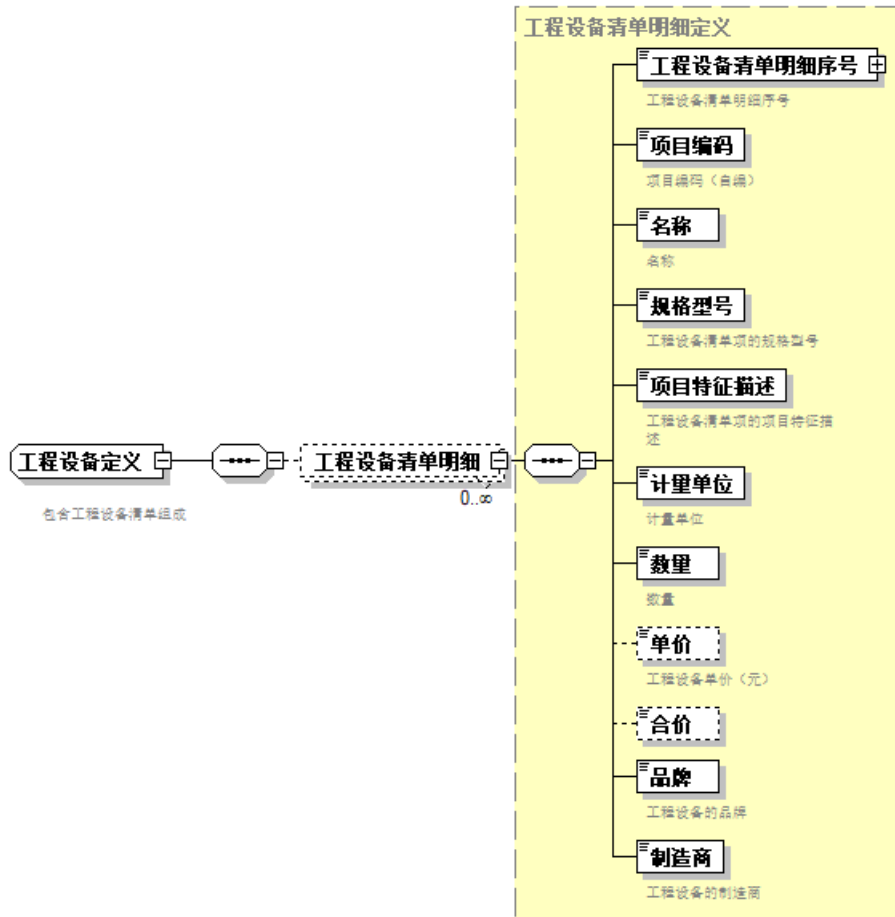 工程设备清单明细定义
工程设备清单明细序号
工程设备清单明细序号
项目编码
项目编码（自编）
名称
名称
规格型号
工程设备清单项的规格型号
项目特征描述
工程设备清单项的项目特征描
述
工程设备定义
包含工程设备清单组成
工程设备清单明细
0..∞
计量单位
计量单位
数量
数量
单价
工程设备单价（元）
合价
品牌
工程设备的品牌
制造商
工程设备的制造商